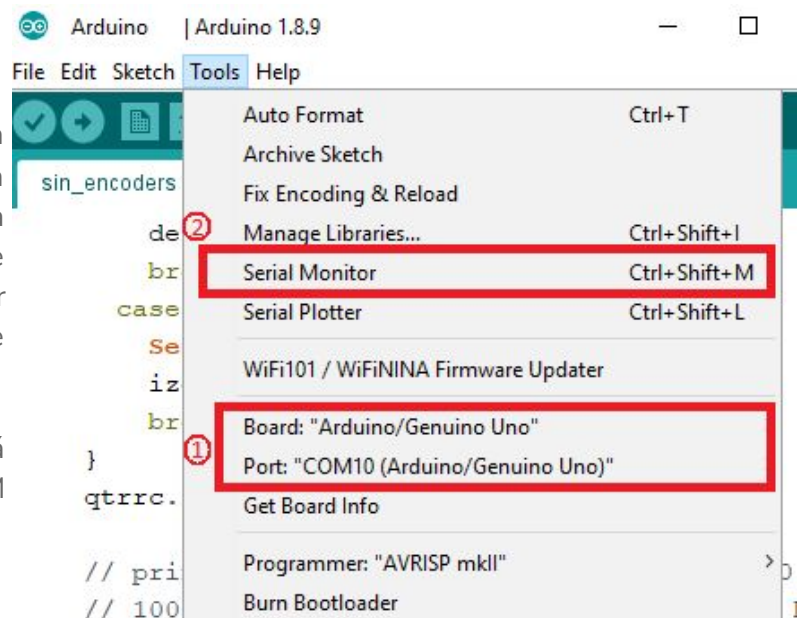 Arduino | Arduino 1.8.9
File Edit Sketch Tools Help
sin_encoders
Auto Format Ctrl+T
Archive Sketch
Fix Encoding & Reload
de ② Manage Libraries... Ctrl+Shift+I
br Serial Monitor Ctrl+Shift+M
case Serial Plotter Ctrl+Shift+L
Se
WiFi101 / WiFiNINA Firmware Updater
iz
br Board: "Arduino/Genuino Uno"
} ① Port: "COM10 (Arduino/Genuino Uno)"
qtrrc. Get Board Info
// pri Programmer: "AVRISP mkII" >
// 100 Burn Bootloader